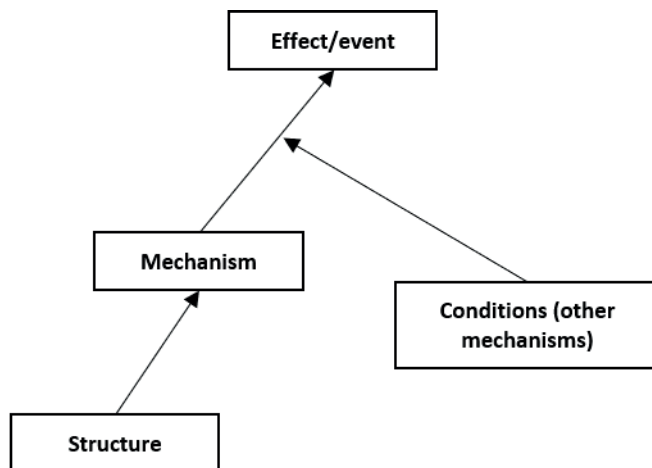 Effect/event
Mechanism
Conditions (other
mechanisms)
Structure